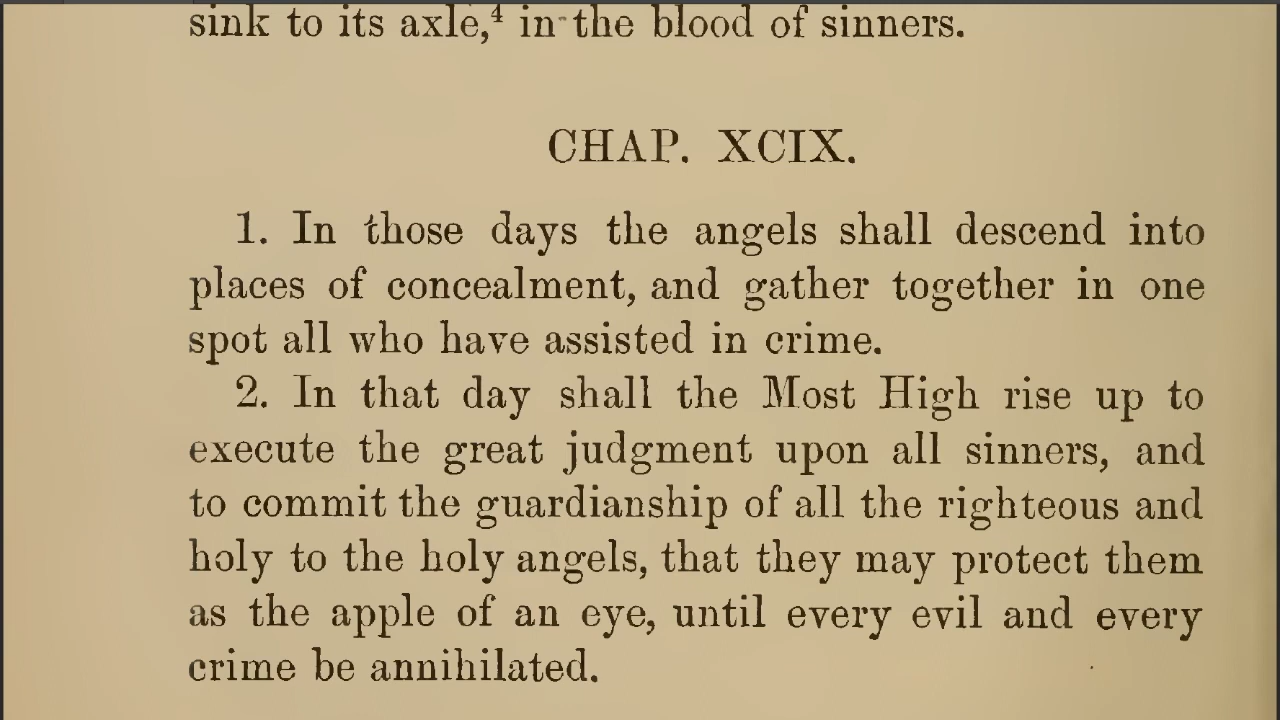 sink to its axle,⁴ in the blood of sinners.
CHAP. XCIX.
1. In those days the angels shall descend into
places of concealment, and gather together in one
spot all who have assisted in crime.
2. In that day shall the Most High rise up to
execute the great judgment upon all sinners, and
to commit the guardianship of all the righteous and
holy to the holy angels, that they may protect them
as the apple of an eye, until every evil and every
crime be annihilated.